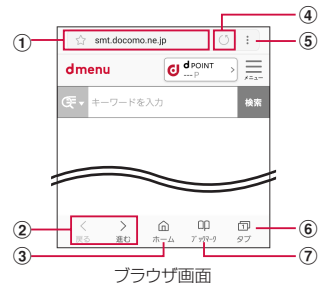 ④
① smt.docomo.ne.jp ⑤
dmenu d d POINT ---P メニュー
キーワードを入力 検索
② 戻る 進む ホーム ブックマーク 1 タブ ⑥
③ ⑦
ブラウザ画面